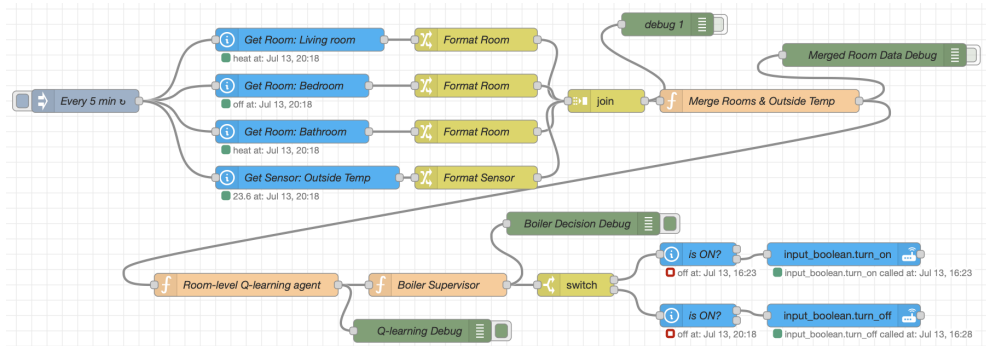 debug 1
Get Room: Living room
Format Room
heat at: Jul 13, 20:18
Merged Room Data Debug
Get Room: Bedroom
Format Room
off at: Jul 13, 20:18
Every 5 min ↻
join
Merge Rooms & Outside Temp
Get Room: Bathroom
Format Room
heat at: Jul 13, 20:18
Get Sensor: Outside Temp
Format Sensor
23.6 at: Jul 13, 20:18
Boiler Decision Debug
is ON?
input_boolean.turn_on
off at: Jul 13, 16:23
input_boolean.turn_on called at: Jul 13, 16:23
Room-level Q-learning agent
Boiler Supervisor
switch
is ON?
input_boolean.turn_off
off at: Jul 13, 20:18
input_boolean.turn_off called at: Jul 13, 16:28
Q-learning Debug